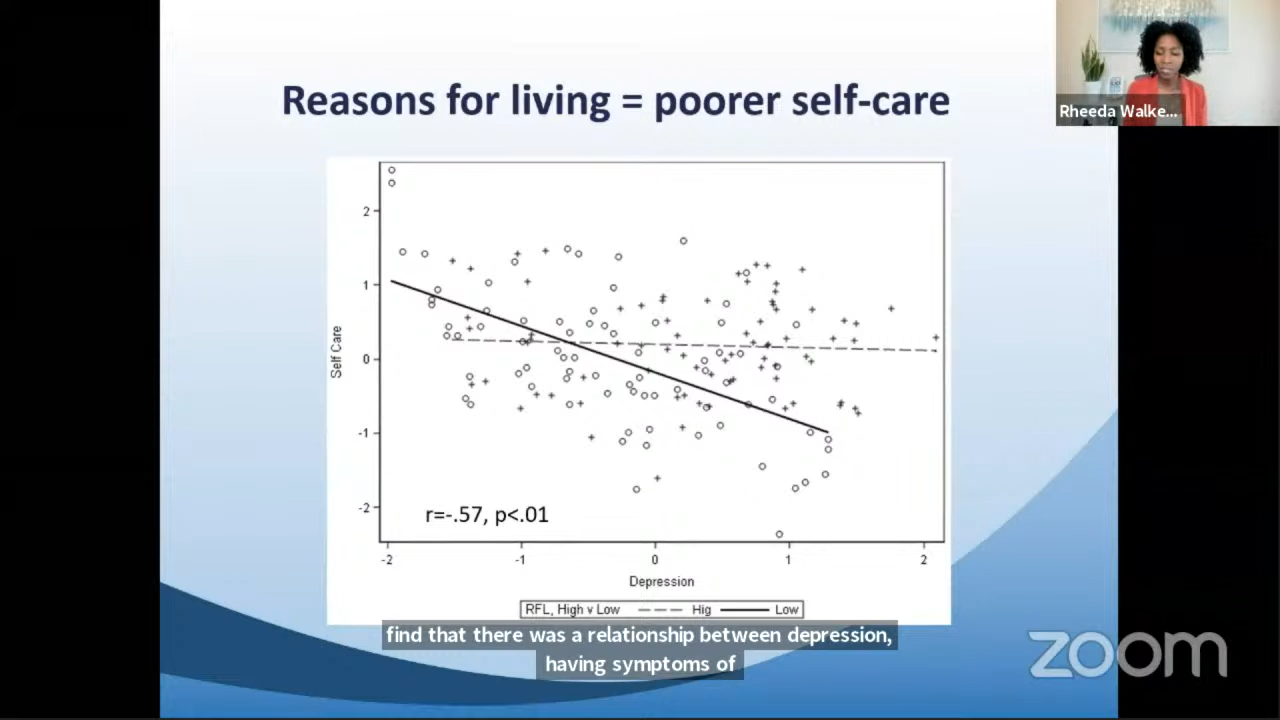 Reasons for living = poorer self-care
Rheeda Walke...
2
1
0
-1
-2
Self Care
r=-.57, p<.01
-2
-1
0
1
2
Depression
RFL, High v Low
Hig
Low
find that there was a relationship between depression,
having symptoms of
zoom